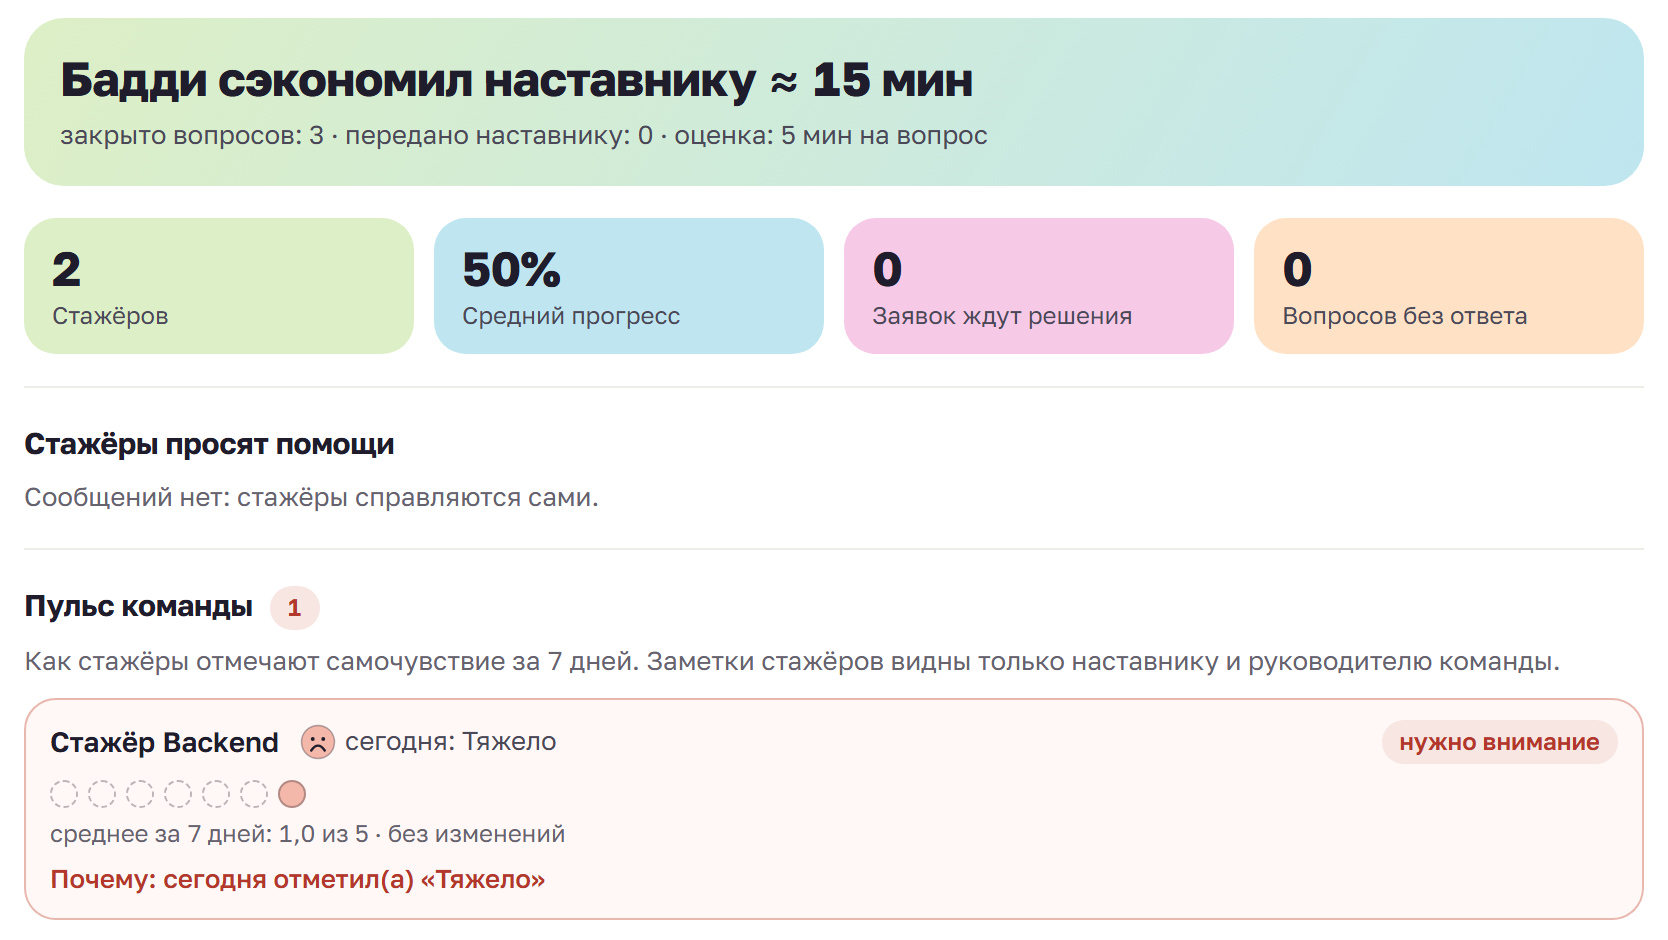 Бадди сэкономил наставнику ≈ 15 мин
закрыто вопросов: 3 · передано наставнику: 0 · оценка: 5 мин на вопрос
2
Стажёров
50%
Средний прогресс
0
Заявок ждут решения
0
Вопросов без ответа
Стажёры просят помощи
Сообщений нет: стажёры справляются сами.
Пульс команды 1
Как стажёры отмечают самочувствие за 7 дней. Заметки стажёров видны только наставнику и руководителю команды.
Стажёр Backend сегодня: Тяжело нужно внимание
среднее за 7 дней: 1,0 из 5 · без изменений
Почему: сегодня отметил(а) «Тяжело»